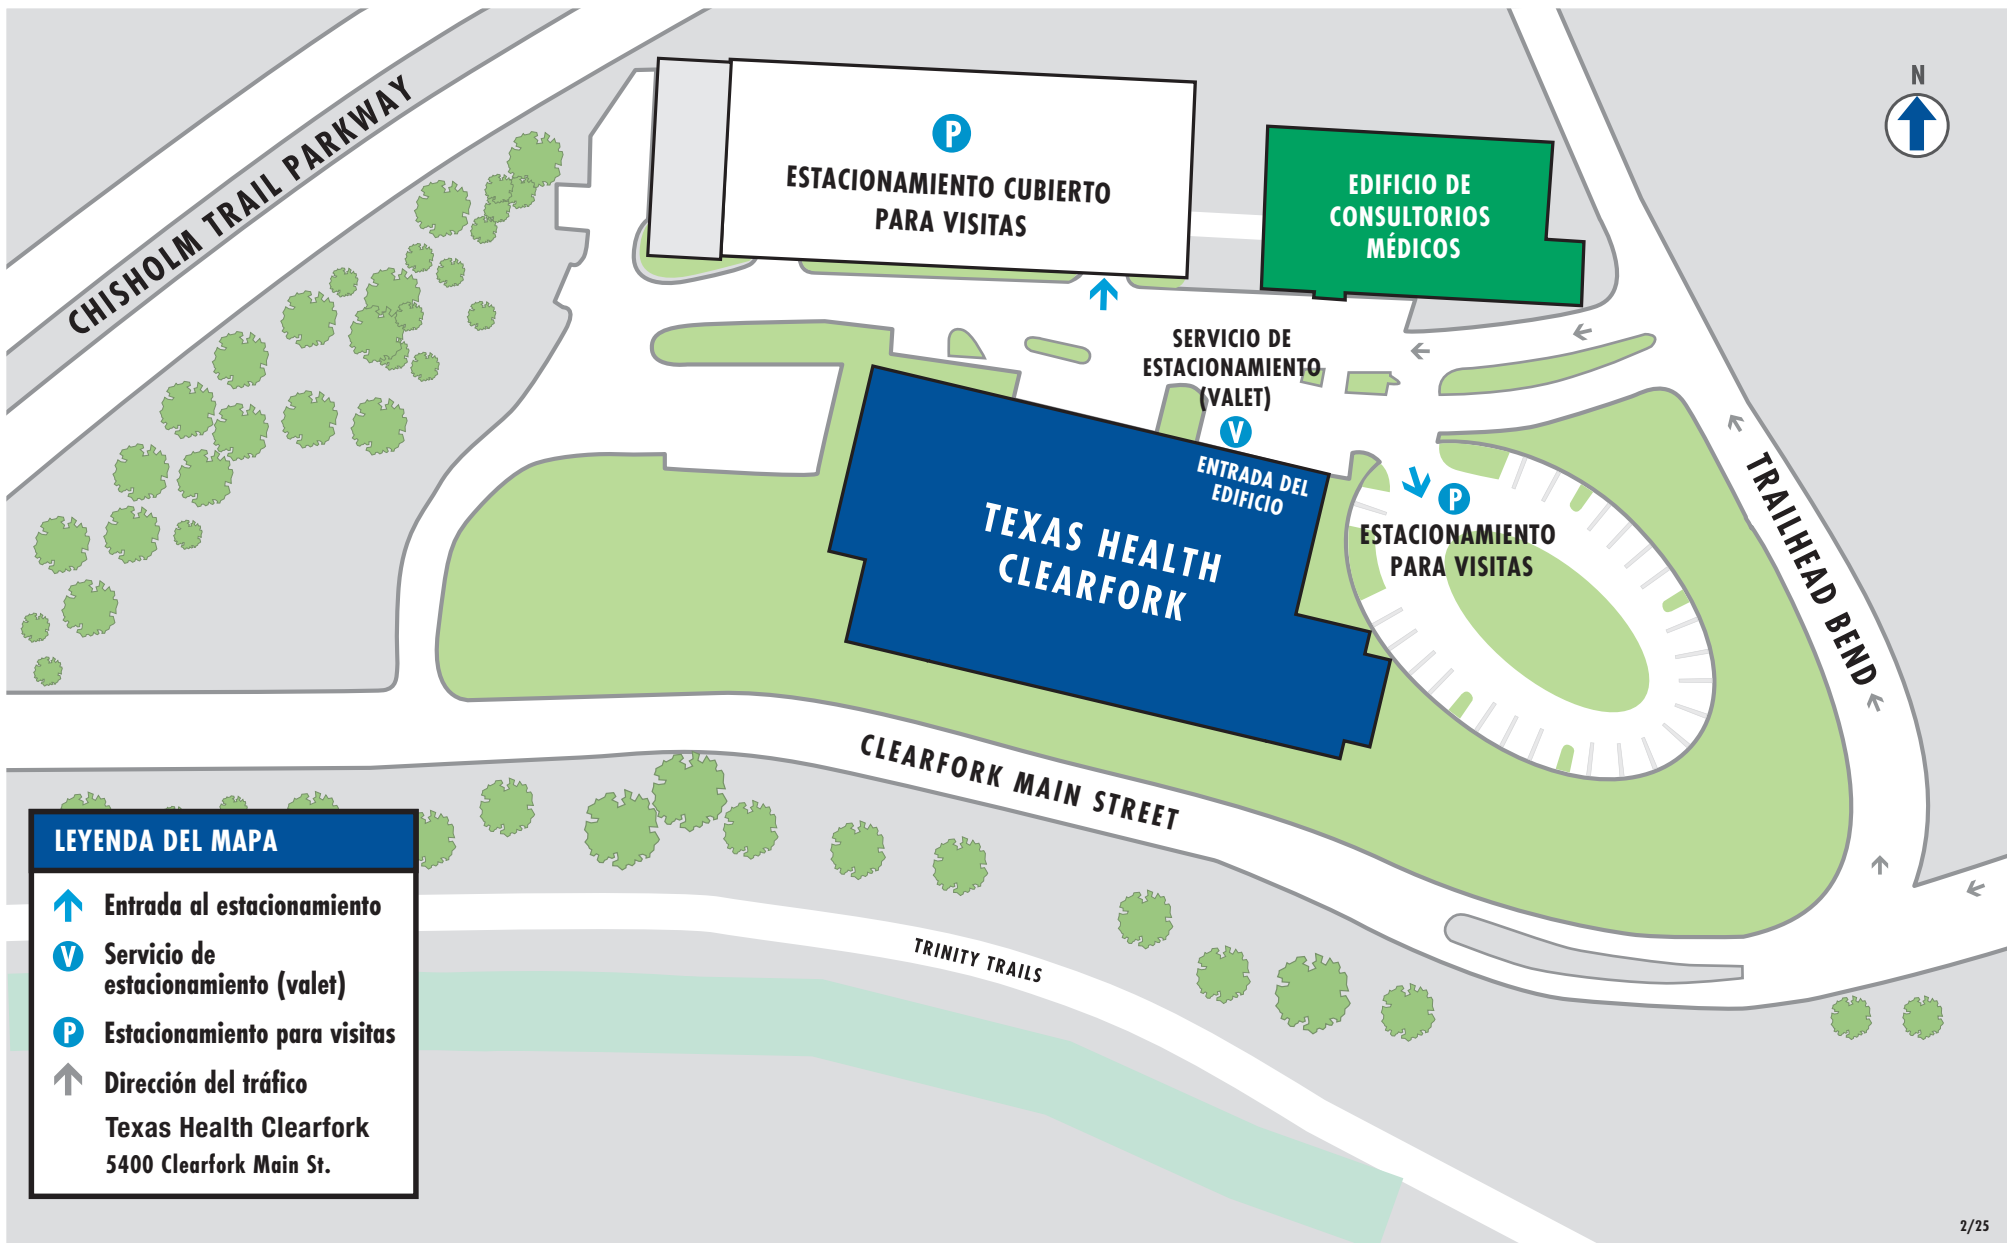 CHISHOLM TRAIL PARKWAY
P
ESTACIONAMIENTO CUBIERTO
PARA VISITAS
EDIFICIO DE
CONSULTORIOS
MÉDICOS
N
SERVICIO DE
ESTACIONAMIENTO
(VALET)
V
ENTRADA DEL
EDIFICIO
TEXAS HEALTH
CLEARFORK
P
ESTACIONAMIENTO
PARA VISITAS
TRAILHEAD BEND
CLEARFORK MAIN STREET
TRINITY TRAILS
LEYENDA DEL MAPA
Entrada al estacionamiento
V Servicio de
estacionamiento (valet)
P Estacionamiento para visitas
Dirección del tráfico
Texas Health Clearfork
5400 Clearfork Main St.
2/25